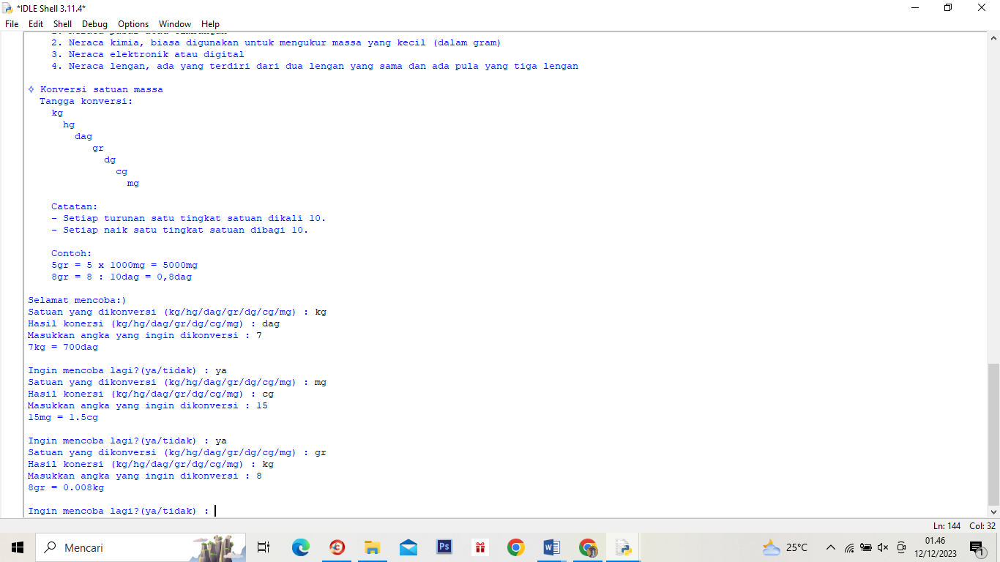 *IDLE Shell 3.11.4*
File Edit Shell Debug Options Window Help
2. Neraca kimia, biasa digunakan untuk mengukur massa yang kecil (dalam gram)
3. Neraca elektronik atau digital
4. Neraca lengan, ada yang terdiri dari dua lengan yang sama dan ada pula yang tiga lengan
◊ Konversi satuan massa
Tangga konversi:
kg
hg
dag
gr
dg
cg
mg
Catatan:
- Setiap turunan satu tingkat satuan dikali 10.
- Setiap naik satu tingkat satuan dibagi 10.
Contoh:
5gr = 5 x 1000mg = 5000mg
8gr = 8 : 10dag = 0,8dag
Selamat mencoba:)
Satuan yang dikonversi (kg/hg/dag/gr/dg/cg/mg) : kg
Hasil konersi (kg/hg/dag/gr/dg/cg/mg) : dag
Masukkan angka yang ingin dikonversi : 7
7kg = 700dag
Ingin mencoba lagi?(ya/tidak) : ya
Satuan yang dikonversi (kg/hg/dag/gr/dg/cg/mg) : mg
Hasil konersi (kg/hg/dag/gr/dg/cg/mg) : cg
Masukkan angka yang ingin dikonversi : 15
15mg = 1.5cg
Ingin mencoba lagi?(ya/tidak) : ya
Satuan yang dikonversi (kg/hg/dag/gr/dg/cg/mg) : gr
Hasil konersi (kg/hg/dag/gr/dg/cg/mg) : kg
Masukkan angka yang ingin dikonversi : 8
8gr = 0.008kg
Ingin mencoba lagi?(ya/tidak) :
Ln: 144 Col: 32
Mencari
Ps
W
25°C
01.46
12/12/2023
1